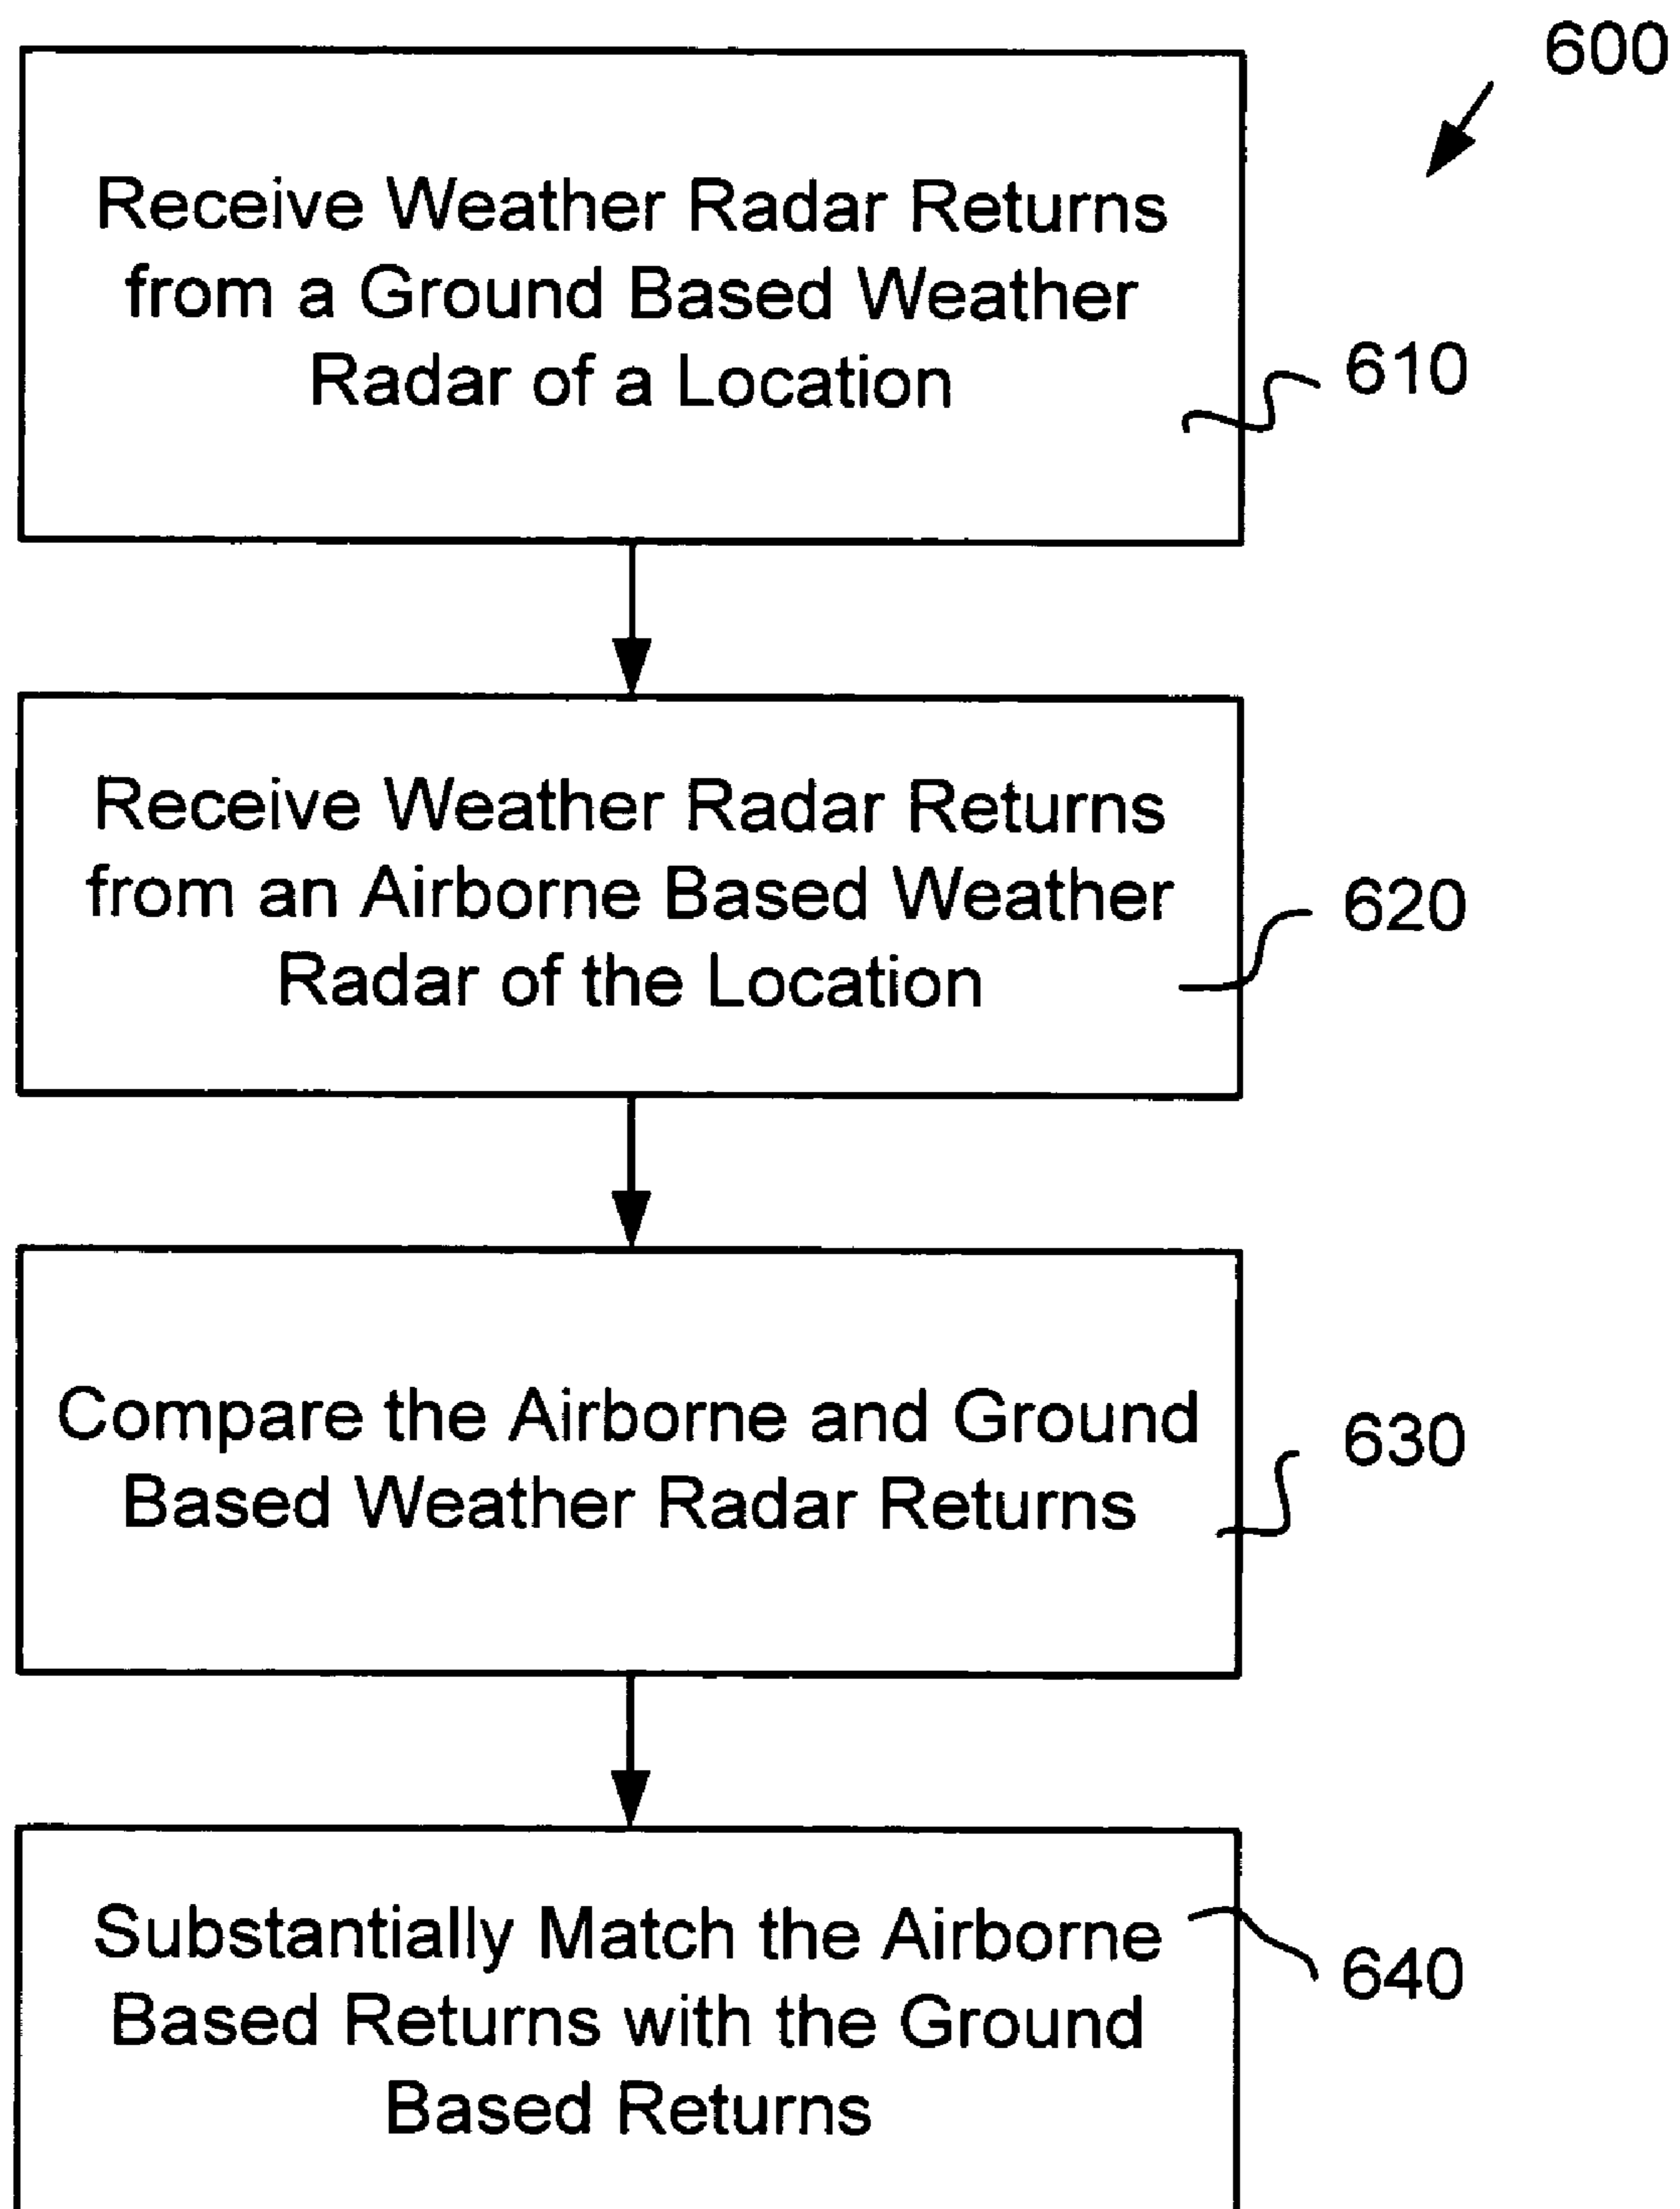 600
Receive Weather Radar Returns
from a Ground Based Weather
Radar of a Location
610
Receive Weather Radar Returns
from an Airborne Based Weather
Radar of the Location
620
Compare the Airborne and Ground
Based Weather Radar Returns
630
Substantially Match the Airborne
Based Returns with the Ground
Based Returns
640